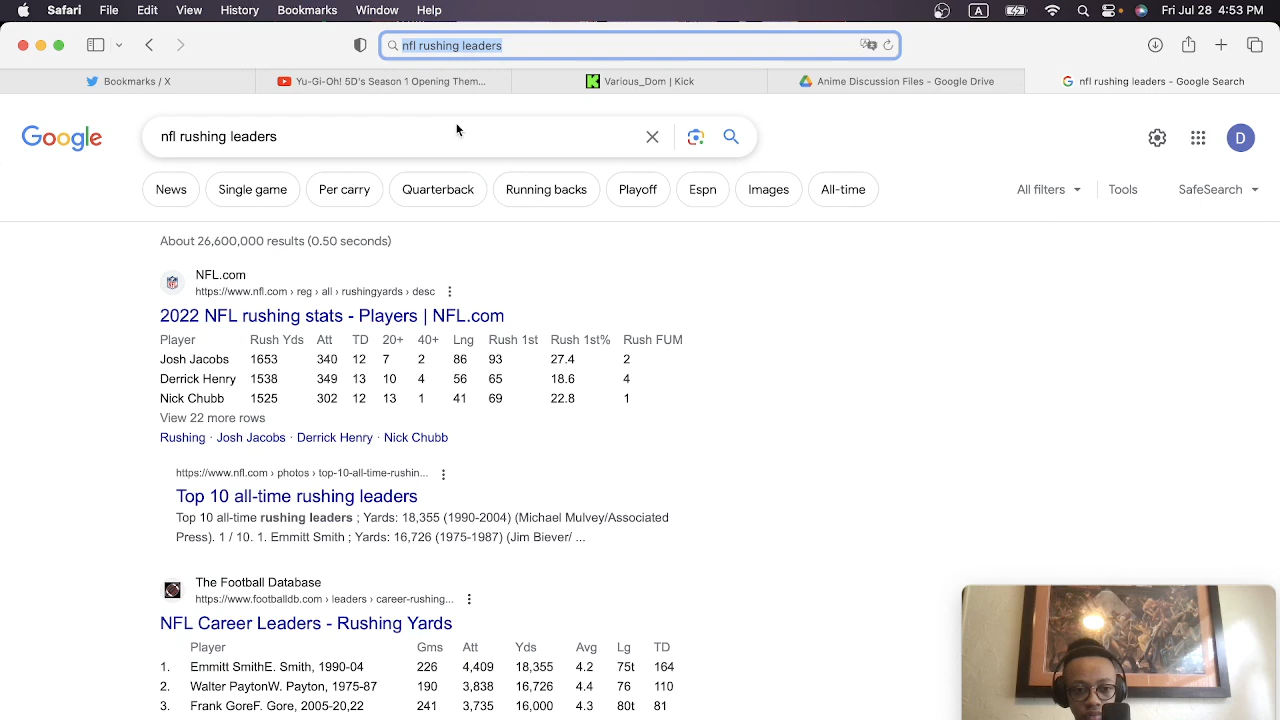 Safari File Edit View History Bookmarks Window Help A Fri Jul 28 4:53 PM
nfl rushing leaders
Bookmarks / X Yu-Gi-Oh! 5D's Season 1 Opening Them... Various_Dom | Kick Anime Discussion Files - Google Drive nfl rushing leaders - Google Search
Google nfl rushing leaders D
News Single game Per carry Quarterback Running backs Playoff Espn Images All-time All filters Tools SafeSearch
About 26,600,000 results (0.50 seconds)
NFL.com
https://www.nfl.com › reg › all › rushingyards › desc
2022 NFL rushing stats - Players | NFL.com
Player Rush Yds Att TD 20+ 40+ Lng Rush 1st Rush 1st% Rush FUM
Josh Jacobs 1653 340 12 7 2 86 93 27.4 2
Derrick Henry 1538 349 13 10 4 56 65 18.6 4
Nick Chubb 1525 302 12 13 1 41 69 22.8 1
View 22 more rows
Rushing · Josh Jacobs · Derrick Henry · Nick Chubb
https://www.nfl.com › photos › top-10-all-time-rushin...
Top 10 all-time rushing leaders
Top 10 all-time rushing leaders ; Yards: 18,355 (1990-2004) (Michael Mulvey/Associated
Press). 1 / 10. 1. Emmitt Smith ; Yards: 16,726 (1975-1987) (Jim Biever/ ...
The Football Database
https://www.footballdb.com › leaders › career-rushing...
NFL Career Leaders - Rushing Yards
Player Gms Att Yds Avg Lg TD
1. Emmitt SmithE. Smith, 1990-04 226 4,409 18,355 4.2 75t 164
2. Walter PaytonW. Payton, 1975-87 190 3,838 16,726 4.4 76 110
3. Frank GoreF. Gore, 2005-20,22 241 3,735 16,000 4.3 80t 81